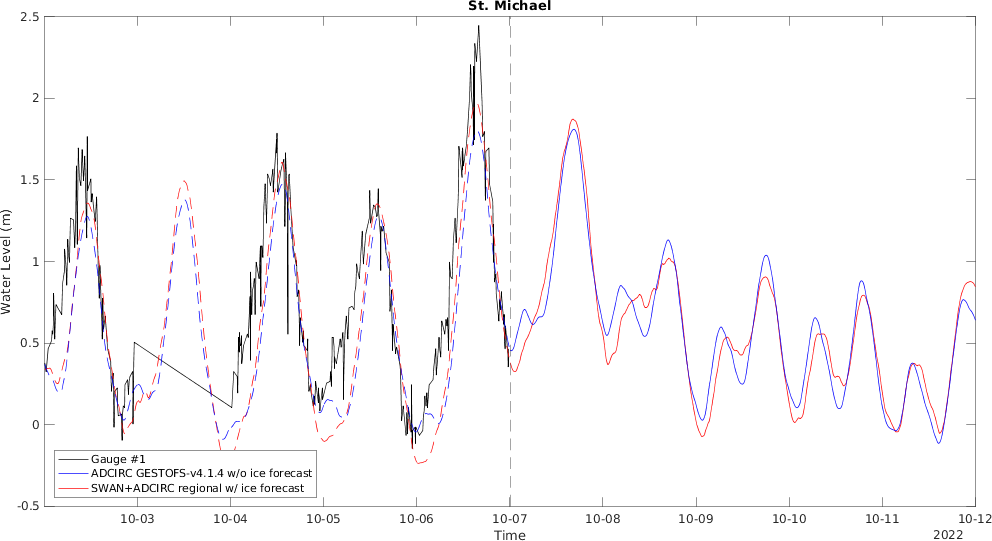 St. Michael
2.5
2
1.5
1
0.5
0
-0.5
Water Level (m)
Gauge #1
ADCIRC GESTOFS-v4.1.4 w/o ice forecast
SWAN+ADCIRC regional w/ ice forecast
10-03 10-04 10-05 10-06 10-07 10-08 10-09 10-10 10-11 10-12
Time
2022